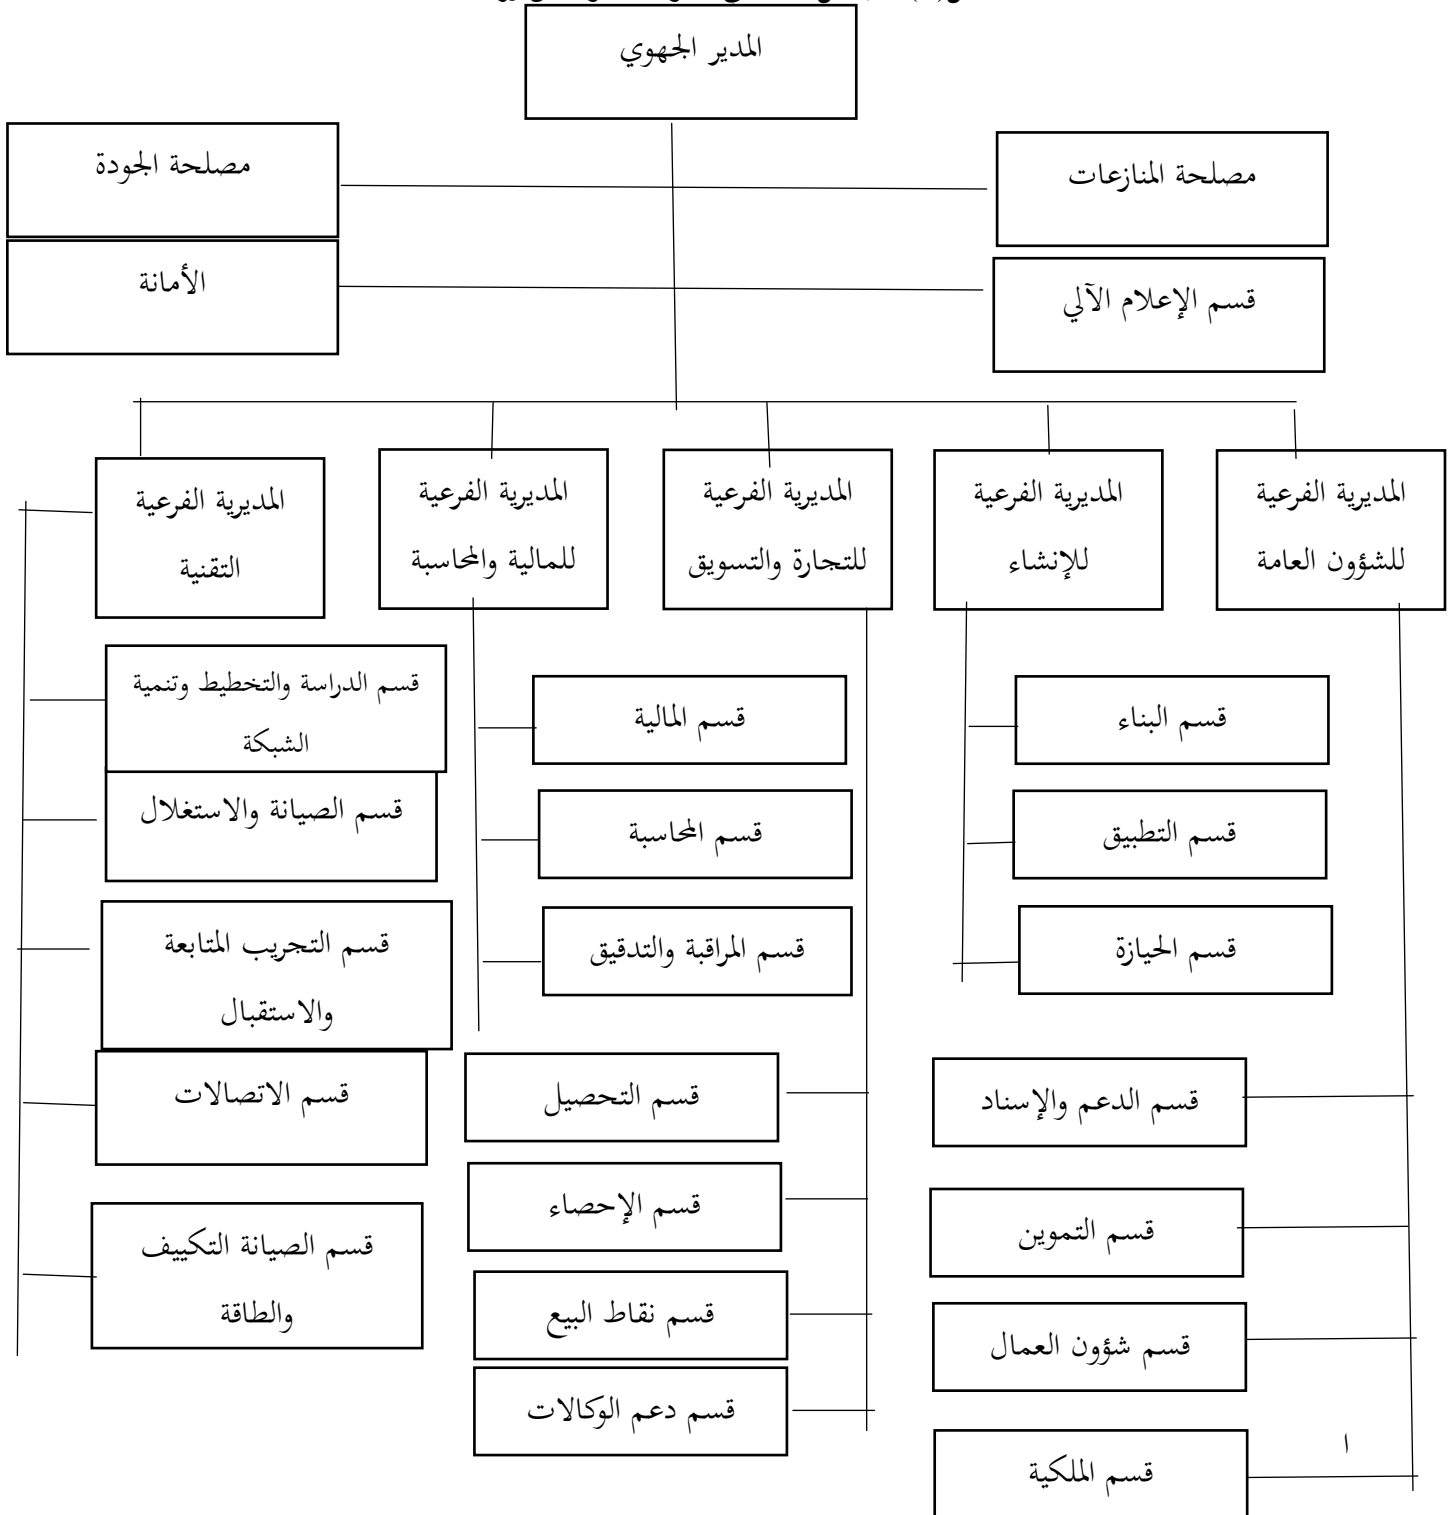 المدير الجهوي
مصلحة المنازعات
مصلحة الجودة
قسم الإعلام الآلي
الأمانة
المديرية الفرعية
للشؤون العامة
المديرية الفرعية
للإنشاء
المديرية الفرعية
للتجارة والتسويق
المديرية الفرعية
للمالية والمحاسبة
المديرية الفرعية
التقنية
قسم البناء
قسم التطبيق
قسم الحيازة
قسم المالية
قسم المحاسبة
قسم المراقبة والتدقيق
قسم الدراسة والتخطيط وتنمية
الشبكة
قسم الصيانة والاستغلال
قسم التجريب المتابعة
والاستقبال
قسم الاتصالات
قسم الصيانة التكييف
والطاقة
قسم الدعم والإسناد
قسم التموين
قسم شؤون العمال
قسم الملكية
ا
قسم التحصيل
قسم الإحصاء
قسم نقاط البيع
قسم دعم الوكالات